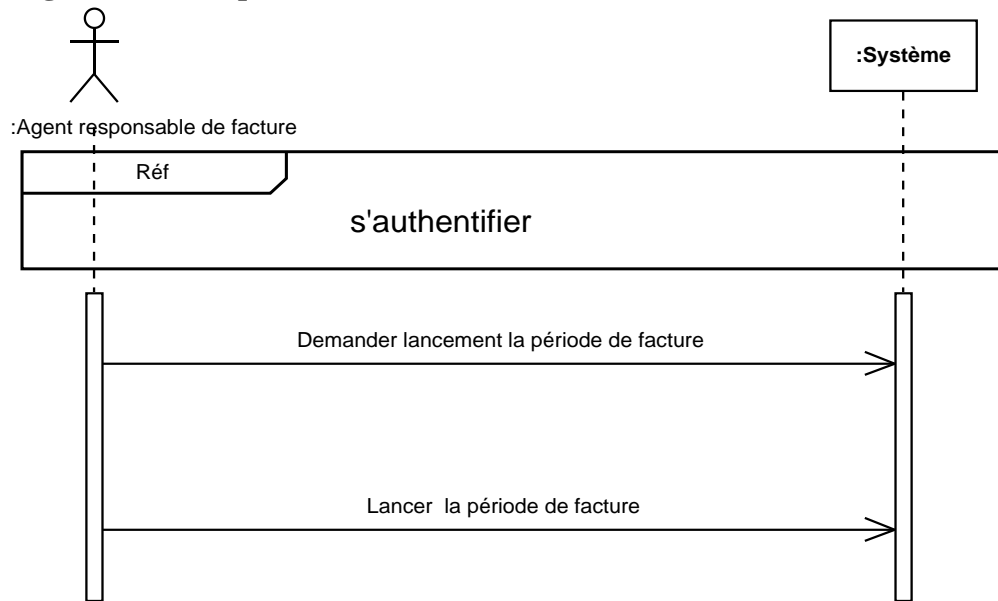 :Système
:Agent responsable de facture
Réf
s'authentifier
Demander lancement la période de facture
Lancer la période de facture